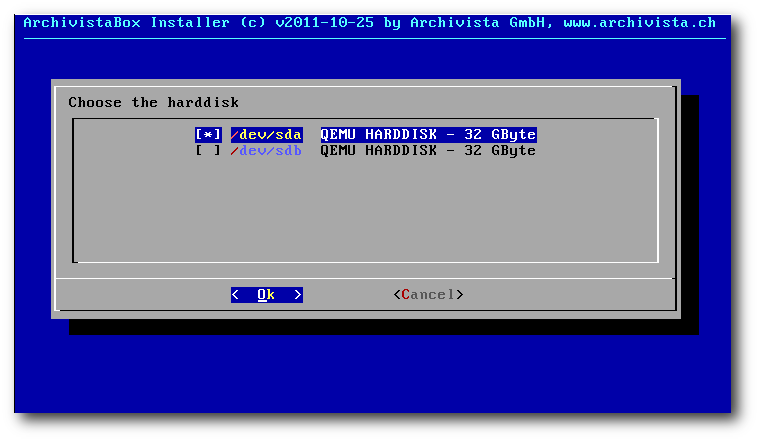 ArchivistaBox Installer (c) v2011-10-25 by Archivista GmbH, www.archivista.ch
Choose the harddisk
[*] /dev/sda QEMU HARDDISK - 32 GByte
[ ] /dev/sdb QEMU HARDDISK - 32 GByte
< Ok > <Cancel>